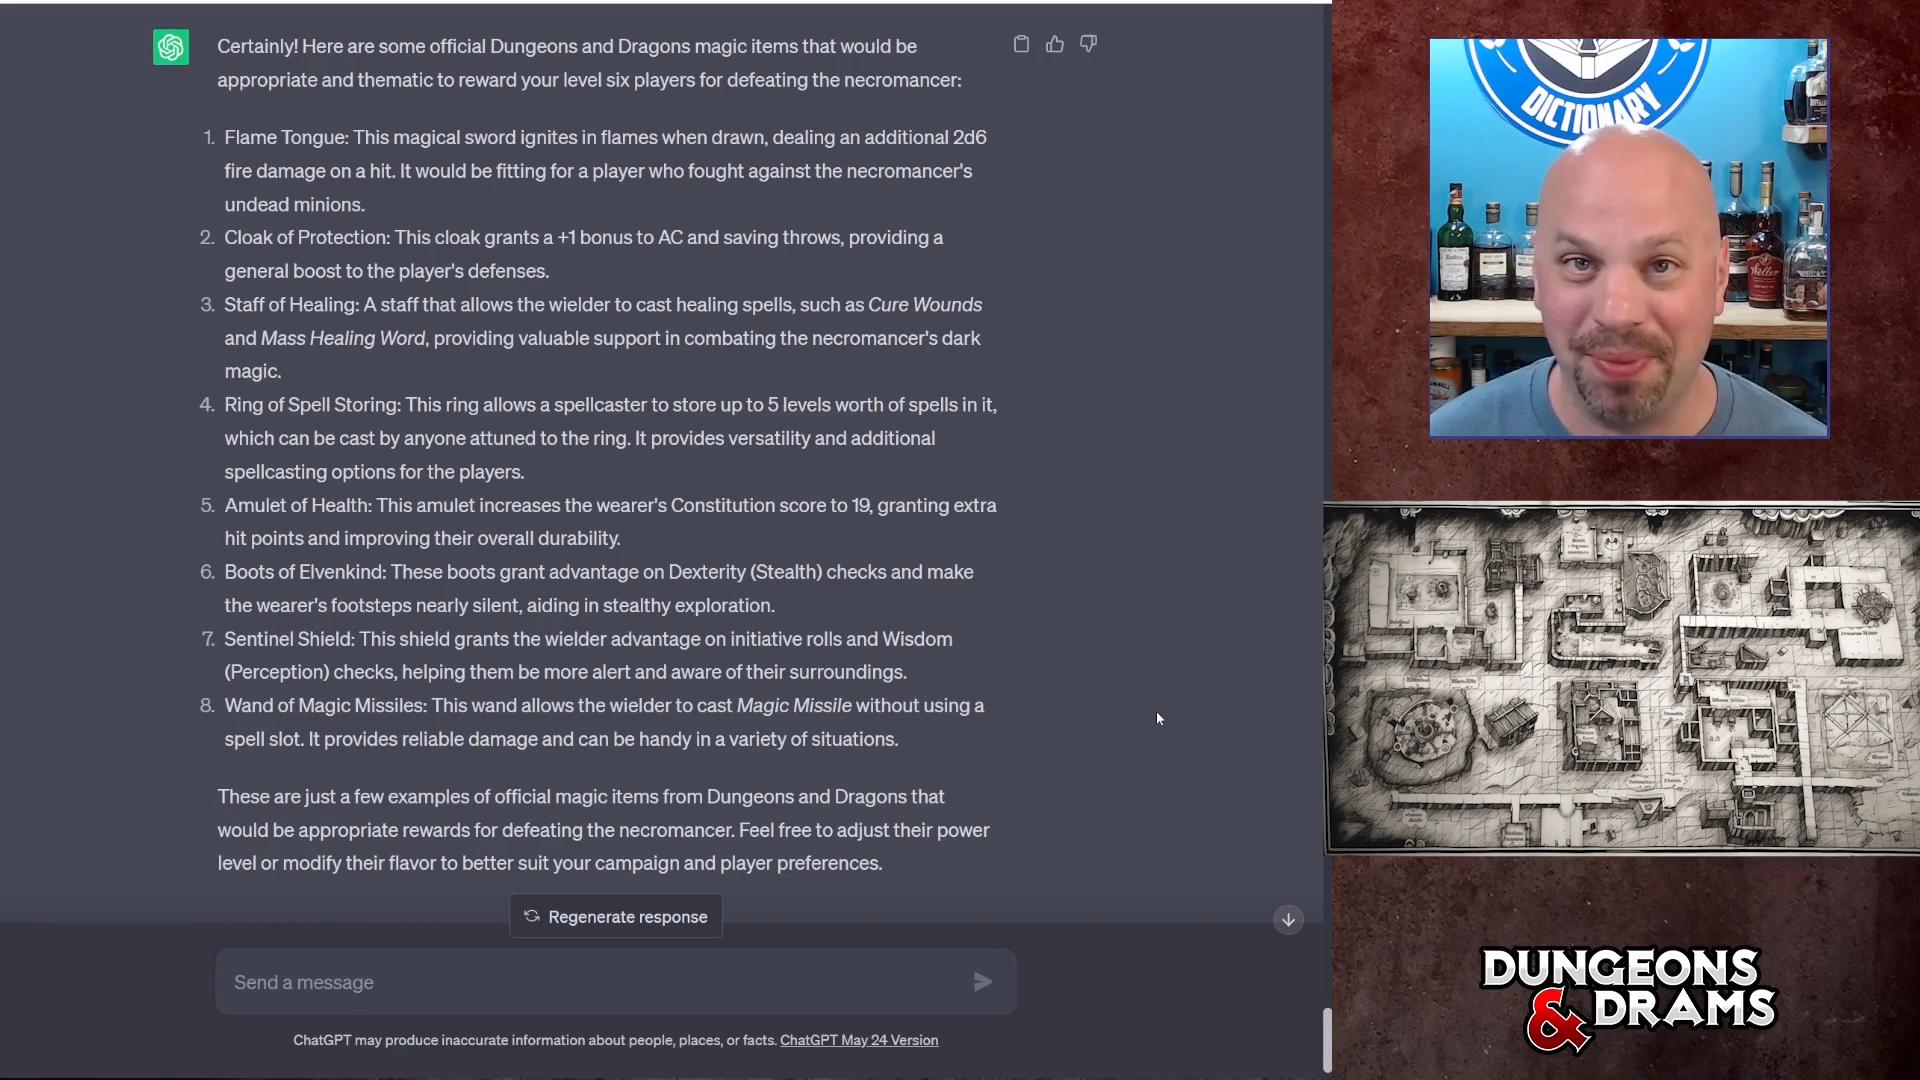 Certainly! Here are some official Dungeons and Dragons magic items that would be
appropriate and thematic to reward your level six players for defeating the necromancer:
1. Flame Tongue: This magical sword ignites in flames when drawn, dealing an additional 2d6
fire damage on a hit. It would be fitting for a player who fought against the necromancer's
undead minions.
2. Cloak of Protection: This cloak grants a +1 bonus to AC and saving throws, providing a
general boost to the player's defenses.
3. Staff of Healing: A staff that allows the wielder to cast healing spells, such as Cure Wounds
and Mass Healing Word, providing valuable support in combating the necromancer's dark
magic.
4. Ring of Spell Storing: This ring allows a spellcaster to store up to 5 levels worth of spells in it,
which can be cast by anyone attuned to the ring. It provides versatility and additional
spellcasting options for the players.
5. Amulet of Health: This amulet increases the wearer's Constitution score to 19, granting extra
hit points and improving their overall durability.
6. Boots of Elvenkind: These boots grant advantage on Dexterity (Stealth) checks and make
the wearer's footsteps nearly silent, aiding in stealthy exploration.
7. Sentinel Shield: This shield grants the wielder advantage on initiative rolls and Wisdom
(Perception) checks, helping them be more alert and aware of their surroundings.
8. Wand of Magic Missiles: This wand allows the wielder to cast Magic Missile without using a
spell slot. It provides reliable damage and can be handy in a variety of situations.
These are just a few examples of official magic items from Dungeons and Dragons that
would be appropriate rewards for defeating the necromancer. Feel free to adjust their power
level or modify their flavor to better suit your campaign and player preferences.
Regenerate response
Send a message
ChatGPT may produce inaccurate information about people, places, or facts. ChatGPT May 24 Version
DICTIONARY
Weller
DUNGEONS
& DRAMS